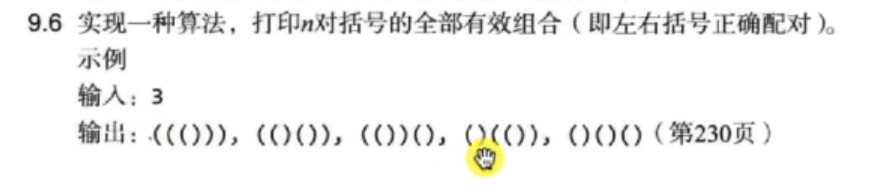 9.6 实现一种算法，打印n对括号的全部有效组合（即左右括号正确配对）。
示例
输入：3
输出：((())), (()()), (())(), ()(()), ()()()（第230页）